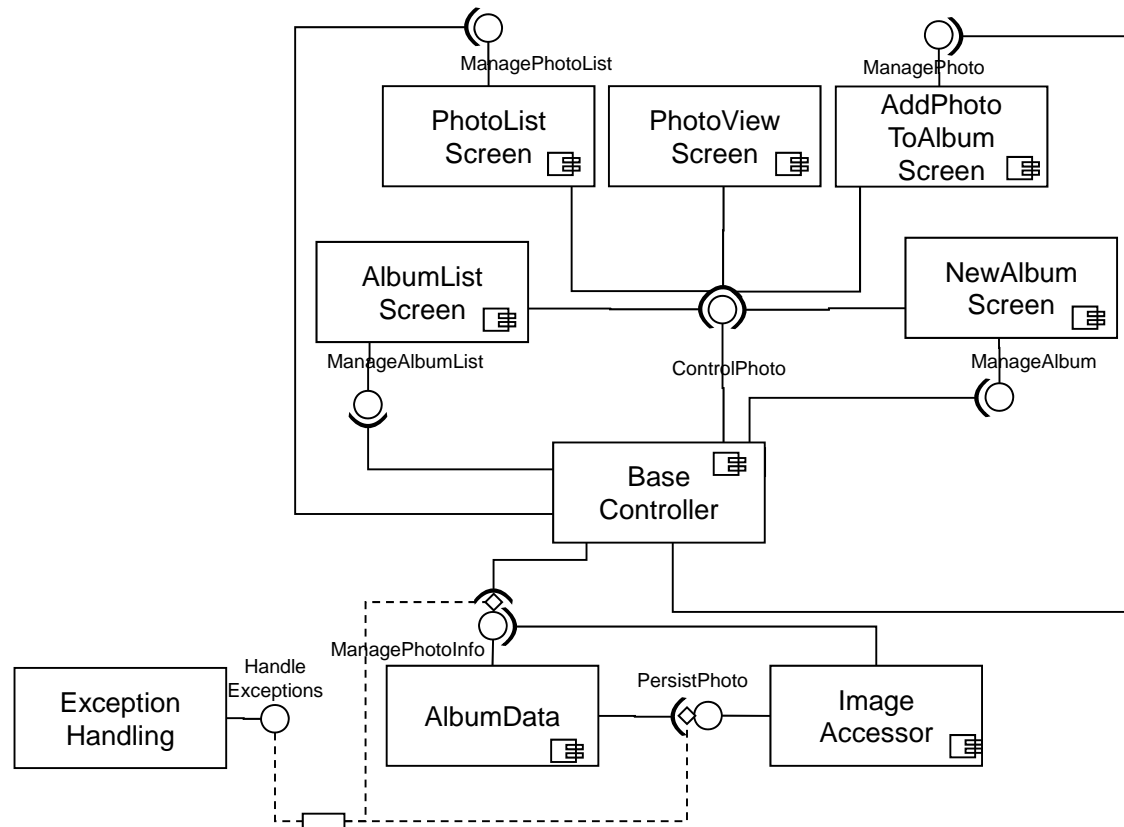 ManagePhotoList
ManagePhoto
PhotoList
Screen
PhotoView
Screen
AddPhoto
ToAlbum
Screen
AlbumList
Screen
NewAlbum
Screen
ManageAlbumList
ControlPhoto
ManageAlbum
Base
Controller
ManagePhotoInfo
Handle
Exceptions
PersistPhoto
Exception
Handling
AlbumData
Image
Accessor